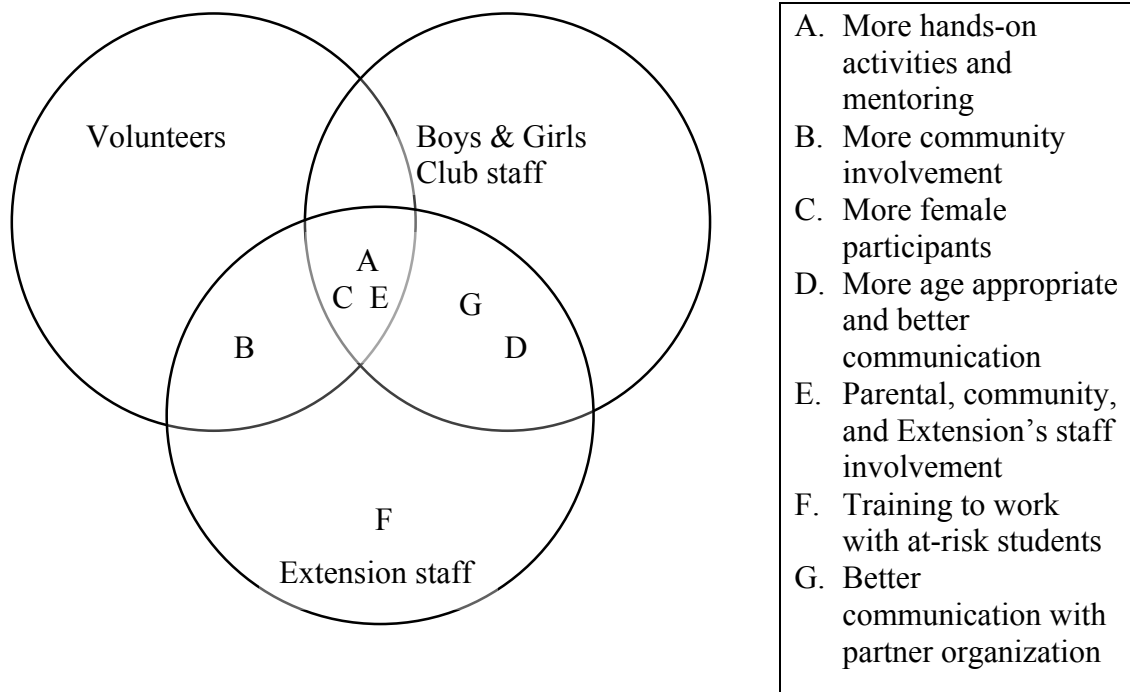 Volunteers
Boys & Girls
Club staff
A
C E
G
B
D
F
Extension staff
A. More hands-on
activities and
mentoring
B. More community
involvement
C. More female
participants
D. More age appropriate
and better
communication
E. Parental, community,
and Extension’s staff
involvement
F. Training to work
with at-risk students
G. Better
communication with
partner organization